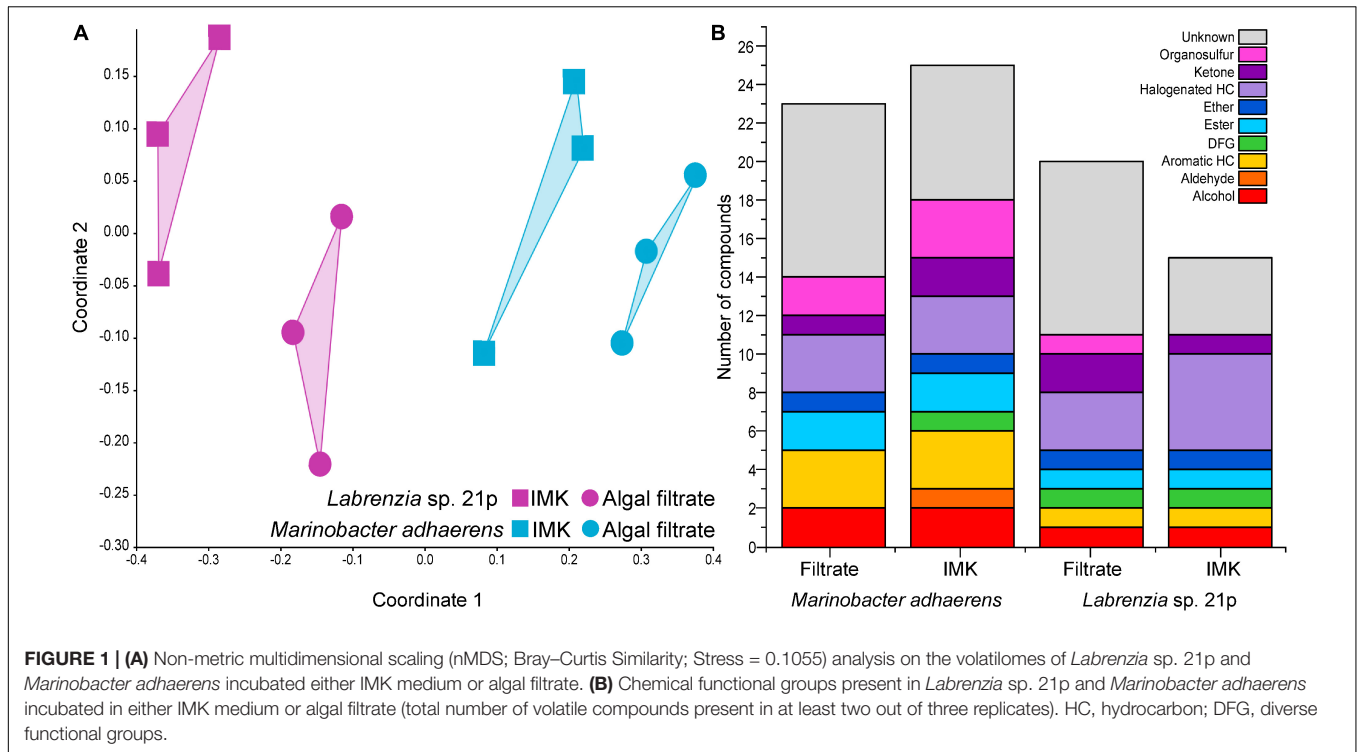 A
0.15
0.10
0.05
0.00
-0.05
-0.10
-0.15
-0.20
-0.25
-0.30
Coordinate 2
-0.4 -0.3 -0.2 -0.1 0.0 0.1 0.2 0.3 0.4
Coordinate 1
Labrenzia sp. 21p IMK Algal filtrate
Marinobacter adhaerens IMK Algal filtrate
B
26
24
22
20
18
16
14
12
10
8
6
4
2
0
Number of compounds
Unknown
Organosulfur
Ketone
Halogenated HC
Ether
Ester
DFG
Aromatic HC
Aldehyde
Alcohol
Filtrate IMK Filtrate IMK
Marinobacter adhaerens Labrenzia sp. 21p
FIGURE 1 | (A) Non-metric multidimensional scaling (nMDS; Bray–Curtis Similarity; Stress = 0.1055) analysis on the volatilomes of Labrenzia sp. 21p and
Marinobacter adhaerens incubated either IMK medium or algal filtrate. (B) Chemical functional groups present in Labrenzia sp. 21p and Marinobacter adhaerens
incubated in either IMK medium or algal filtrate (total number of volatile compounds present in at least two out of three replicates). HC, hydrocarbon; DFG, diverse
functional groups.